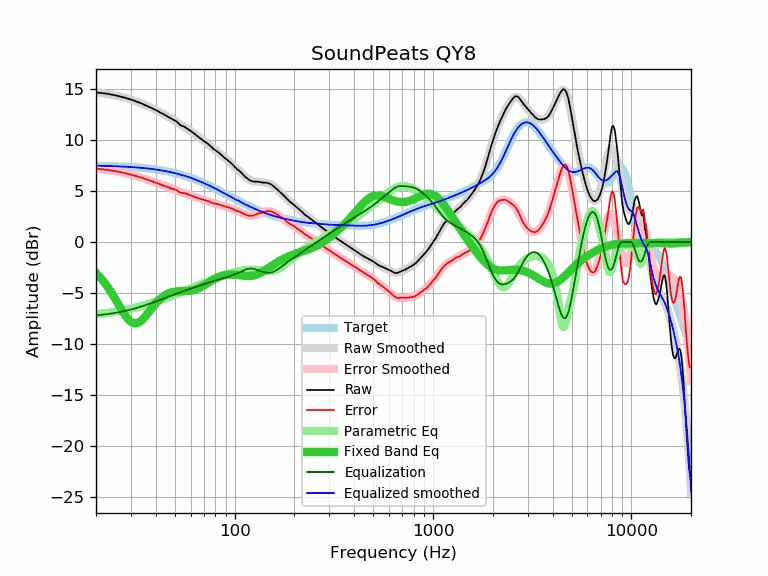 SoundPeats QY8
15
10
5
0
−5
−10
−15
−20
−25
Amplitude (dBr)
Target
Raw Smoothed
Error Smoothed
Raw
Error
Parametric Eq
Fixed Band Eq
Equalization
Equalized smoothed
100
1000
10000
Frequency (Hz)